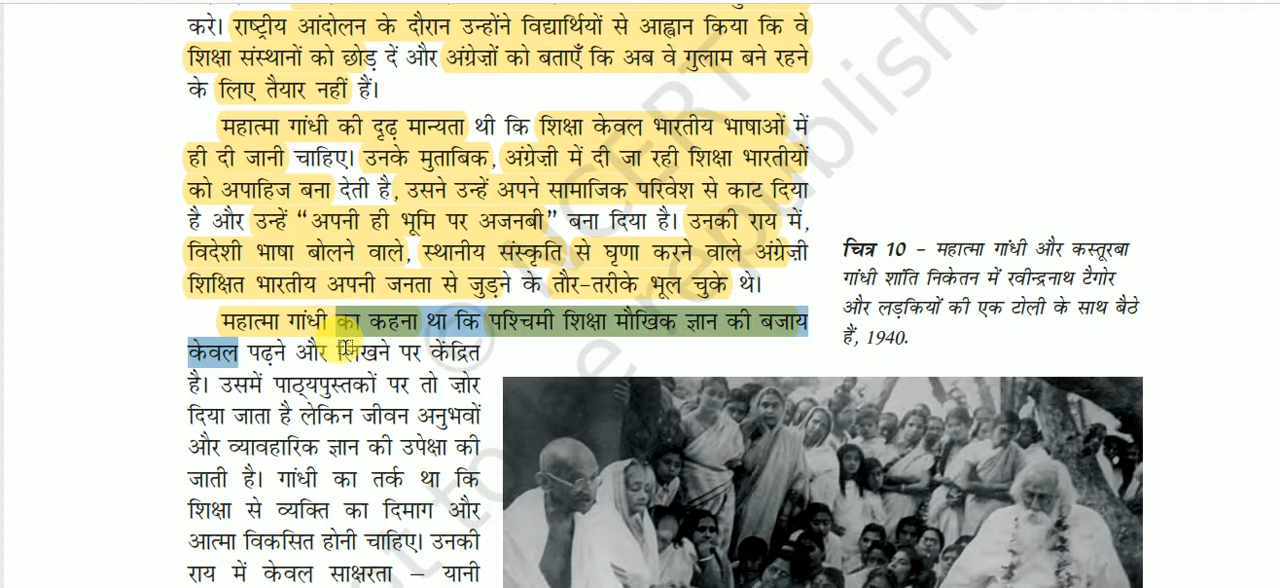 करे। राष्ट्रीय आंदोलन के दौरान उन्होंने विद्यार्थियों से आह्वान किया कि वे
शिक्षा संस्थानों को छोड़ दें और अंग्रेज़ों को बताएँ कि अब वे गुलाम बने रहने
के लिए तैयार नहीं हैं।
महात्मा गांधी की दृढ़ मान्यता थी कि शिक्षा केवल भारतीय भाषाओं में
ही दी जानी चाहिए। उनके मुताबिक, अंग्रेज़ी में दी जा रही शिक्षा भारतीयों
को अपाहिज बना देती है, उसने उन्हें अपने सामाजिक परिवेश से काट दिया
है और उन्हें “अपनी ही भूमि पर अजनबी” बना दिया है। उनकी राय में,
विदेशी भाषा बोलने वाले, स्थानीय संस्कृति से घृणा करने वाले अंग्रेज़ी
शिक्षित भारतीय अपनी जनता से जुड़ने के तौर-तरीके भूल चुके थे।
महात्मा गांधी का कहना था कि पश्चिमी शिक्षा मौखिक ज्ञान की बजाय
केवल पढ़ने और लिखने पर केंद्रित
है। उसमें पाठ्यपुस्तकों पर तो ज़ोर
दिया जाता है लेकिन जीवन अनुभवों
और व्यावहारिक ज्ञान की उपेक्षा की
जाती है। गांधी का तर्क था कि
शिक्षा से व्यक्ति का दिमाग और
आत्मा विकसित होनी चाहिए। उनकी
राय में केवल साक्षरता – यानी
चित्र 10 – महात्मा गांधी और कस्तूरबा
गांधी शांति निकेतन में रवीन्द्रनाथ टैगोर
और लड़कियों की एक टोली के साथ बैठे
हैं, 1940.
© NCERT
republished